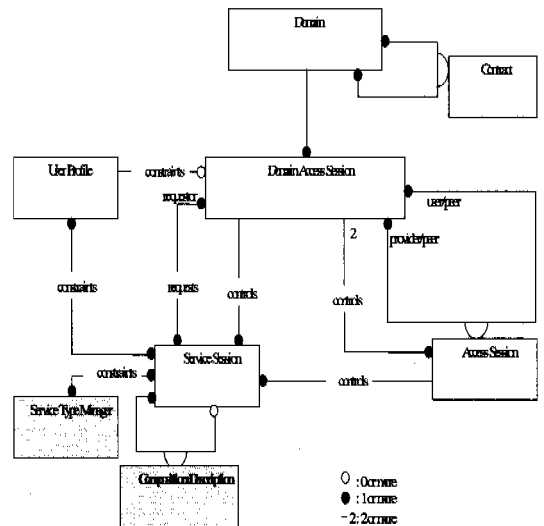 Domain
Contract
User Profile
constraints
Domain Access Session
requestor
user/peer
2
provider/peer
constraints
requests
controls
controls
Service Session
Access Session
constraints
controls
Service Type Manager
Composition Description
: 0 or more
: 1 or more
2: 2 or more